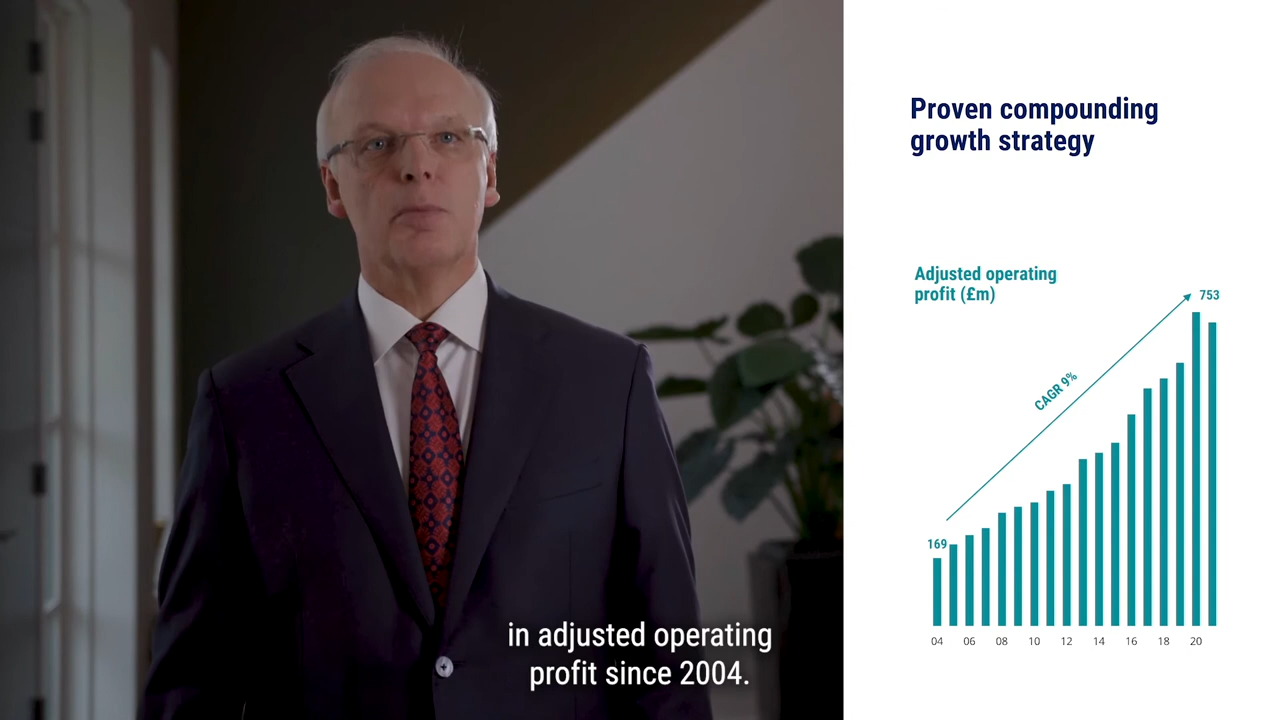 Proven compounding
growth strategy
Adjusted operating
profit (£m)
753
CAGR 9%
169
04 06 08 10 12 14 16 18 20
in adjusted operating
profit since 2004.